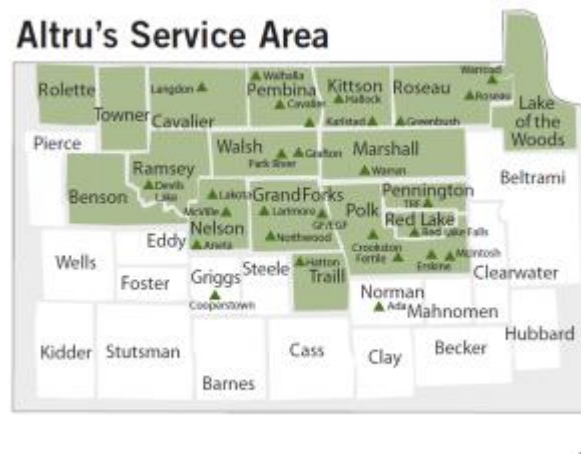 Altru's Service Area
Rolette
Towner
Langdon
Cavalier
Walhalla
Pembina
Cavalier
Kittson
Hallock
Karlstad
Roseau
Warroad
Roseau
Greenbush
Lake
of the
Woods
Pierce
Benson
Ramsey
Devils
Lake
Walsh
Park River
Grafton
Marshall
Warren
Beltrami
Lakota
McVille
Nelson
Aneta
Grand Forks
Larimore
GF/EGF
Northwood
Polk
Pennington
TRF
Red Lake
Red Lake Falls
Crookston
Fertile
Erskine
McIntosh
Clearwater
Wells
Eddy
Foster
Griggs
Cooperstown
Steele
Hatton
Traill
Norman
Ada
Mahnomen
Hubbard
Kidder
Stutsman
Barnes
Cass
Clay
Becker